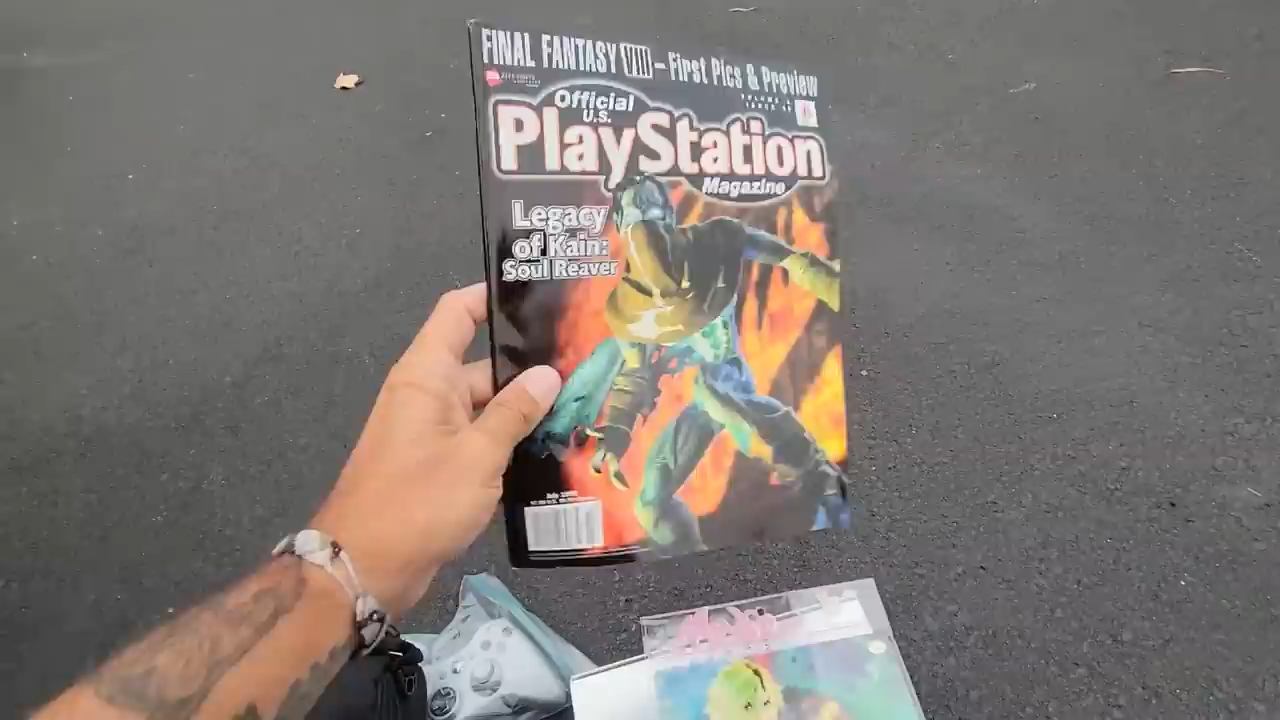 FINAL FANTASY VIII – First Pics & Preview
Official
U.S.
PlayStation
Magazine
Legacy
of Kain:
Soul Reaver